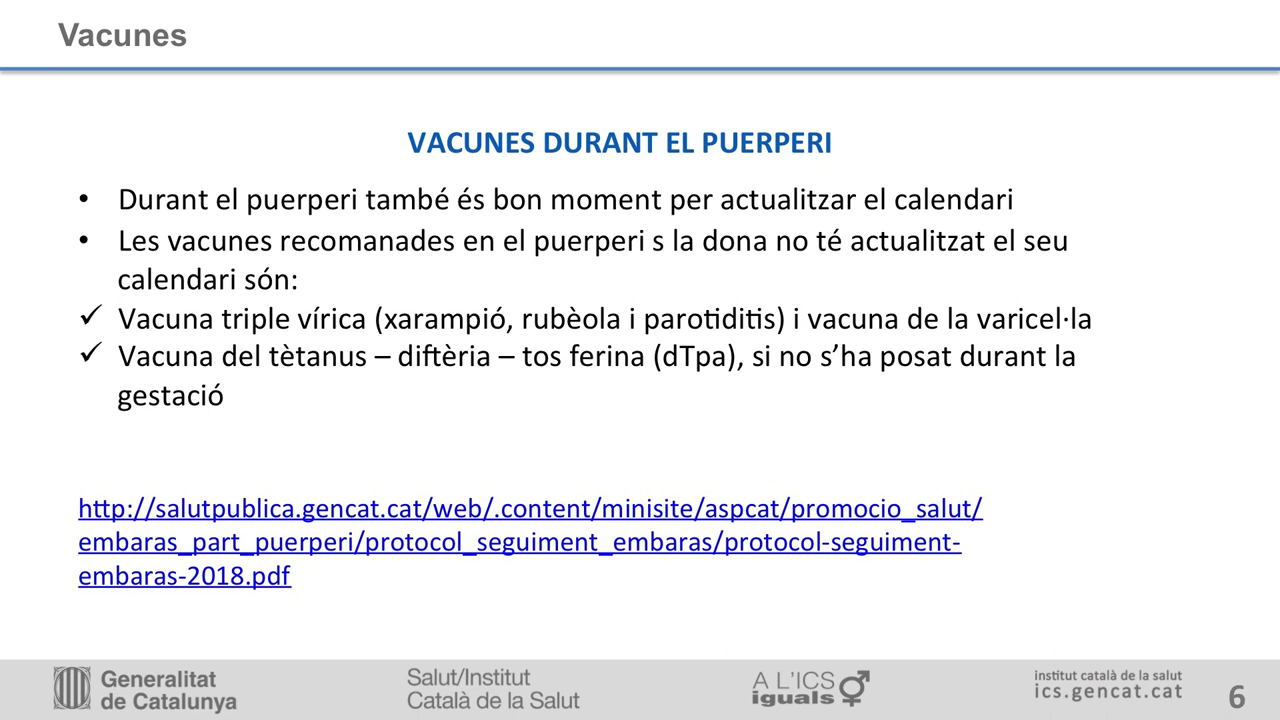 Vacunes
VACUNES DURANT EL PUERPERI
• Durant el puerperi també és bon moment per actualitzar el calendari
• Les vacunes recomanades en el puerperi s la dona no té actualitzat el seu
calendari són:
✓ Vacuna triple vírica (xarampió, rubèola i parotiditis) i vacuna de la varicel·la
✓ Vacuna del tètanus – diftèria – tos ferina (dTpa), si no s’ha posat durant la
gestació
http://salutpublica.gencat.cat/web/.content/minisite/aspcat/promocio_salut/
embaras_part_puerperi/protocol_seguiment_embaras/protocol-seguiment-
embaras-2018.pdf
Generalitat
de Catalunya
Salut/Institut
Català de la Salut
A L'ICS
iguals
institut català de la salut
ics.gencat.cat
6